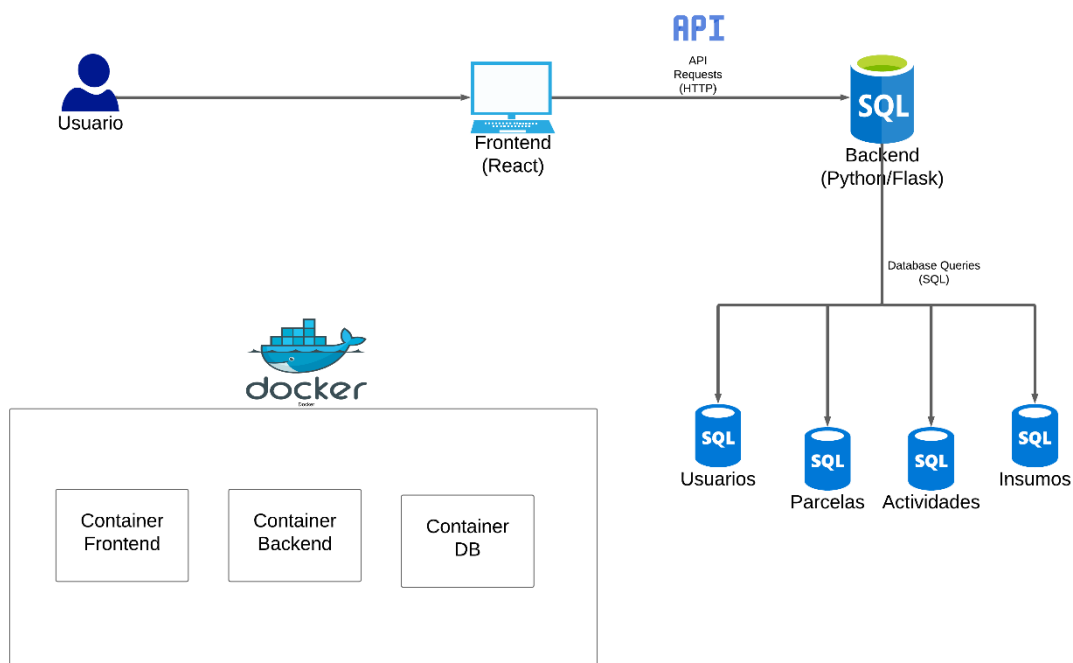 API
API
Requests
(HTTP)
SQL
Usuario
Frontend
(React)
Backend
(Python/Flask)
Database Queries
(SQL)
docker
Docker
SQL
Usuarios
SQL
Parcelas
SQL
Actividades
SQL
Insumos
Container
Frontend
Container
Backend
Container
DB